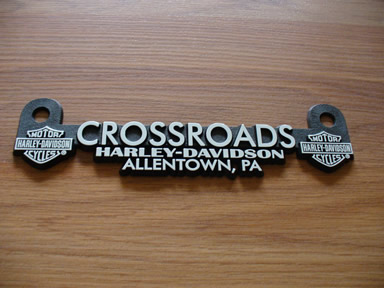 MOTOR
HARLEY-DAVIDSON
CYCLES ®
CROSSROADS
HARLEY-DAVIDSON
ALLENTOWN, PA
MOTOR
HARLEY-DAVIDSON
CYCLES ®